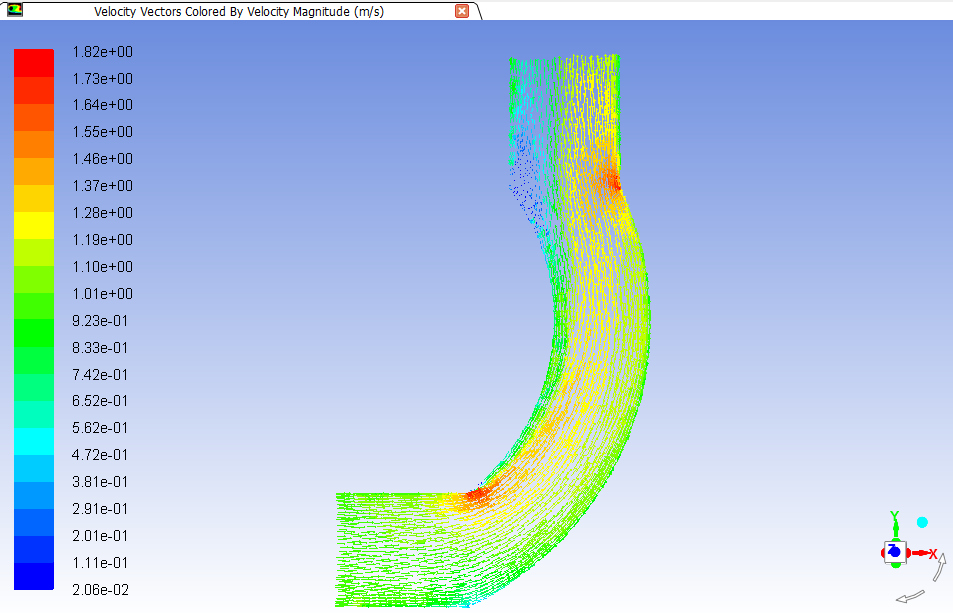 Velocity Vectors Colored By Velocity Magnitude (m/s)
1.82e+00
1.73e+00
1.64e+00
1.55e+00
1.46e+00
1.37e+00
1.28e+00
1.19e+00
1.10e+00
1.01e+00
9.23e-01
8.33e-01
7.42e-01
6.52e-01
5.62e-01
4.72e-01
3.81e-01
2.91e-01
2.01e-01
1.11e-01
2.06e-02
Y
Z
X